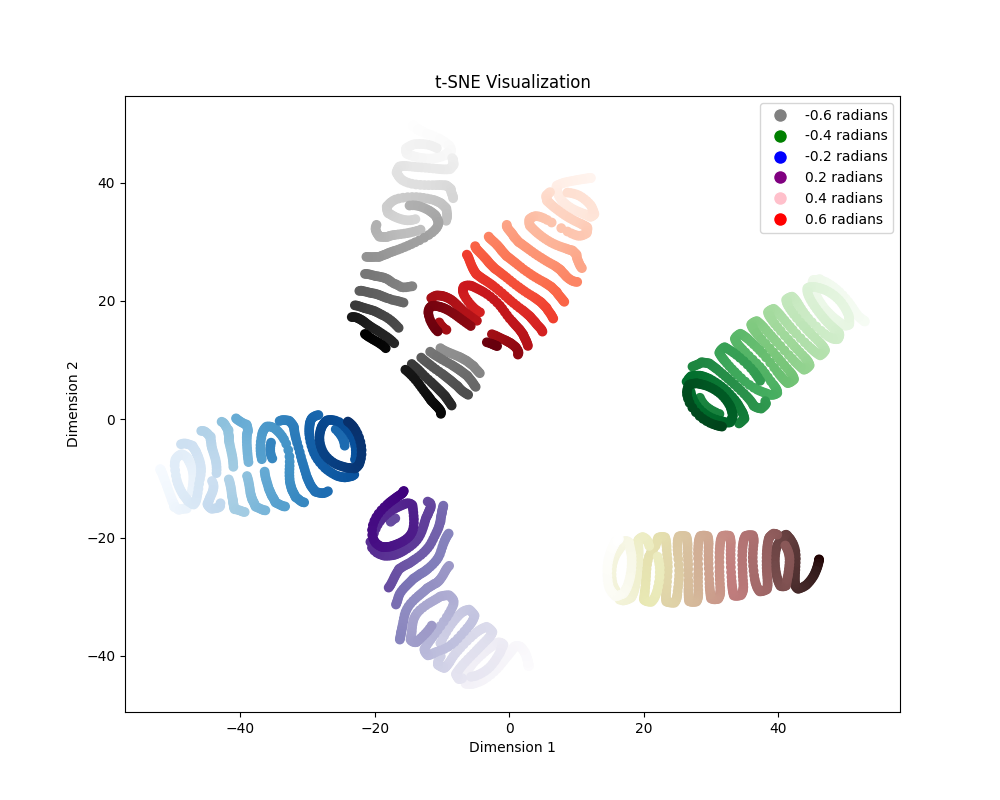 t-SNE Visualization
-0.6 radians
-0.4 radians
-0.2 radians
0.2 radians
0.4 radians
0.6 radians
40
20
0
−20
−40
Dimension 2
−40
−20
0
20
40
Dimension 1